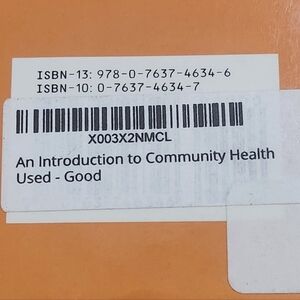 ISBN-13: 978-0-7637-4634-6
ISBN-10: 0-7637-4634-7
X003X2NMCL
An Introduction to Community Health
Used - Good